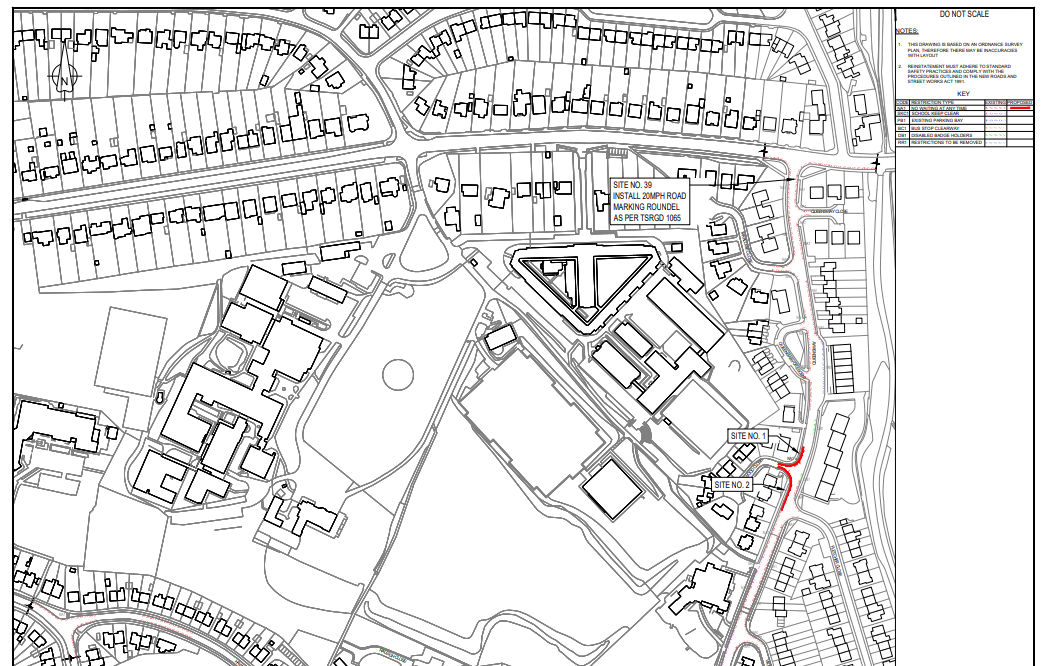 DO NOT SCALE
NOTES:
1. THIS DRAWING IS BASED ON AN ORDNANCE SURVEY
PLAN, THEREFORE THERE MAY BE INACCURACIES
WITH LAYOUT
2. REINSTATEMENT MUST ADHERE TO STANDARD
SAFETY PRACTICES AND COMPLY WITH THE
PROCEDURES OUTLINED IN THE NEW ROADS AND
STREET WORKS ACT 1991.
KEY
CODE RESTRICTION TYPE EXISTING PROPOSED
NA1 NO WAITING AT ANY TIME
SKC1 SCHOOL KEEP CLEAR
PB1 EXISTING PARKING BAY
BC1 BUS STOP CLEARWAY
DB1 DISABLED BADGE HOLDERS
RR1 RESTRICTIONS TO BE REMOVED
N
SITE NO. 39
INSTALL 20MPH ROAD
MARKING ROUNDEL
AS PER TSRGD 1065
QUEENSWAY CLOSE
SITE NO. 1
SITE NO. 2